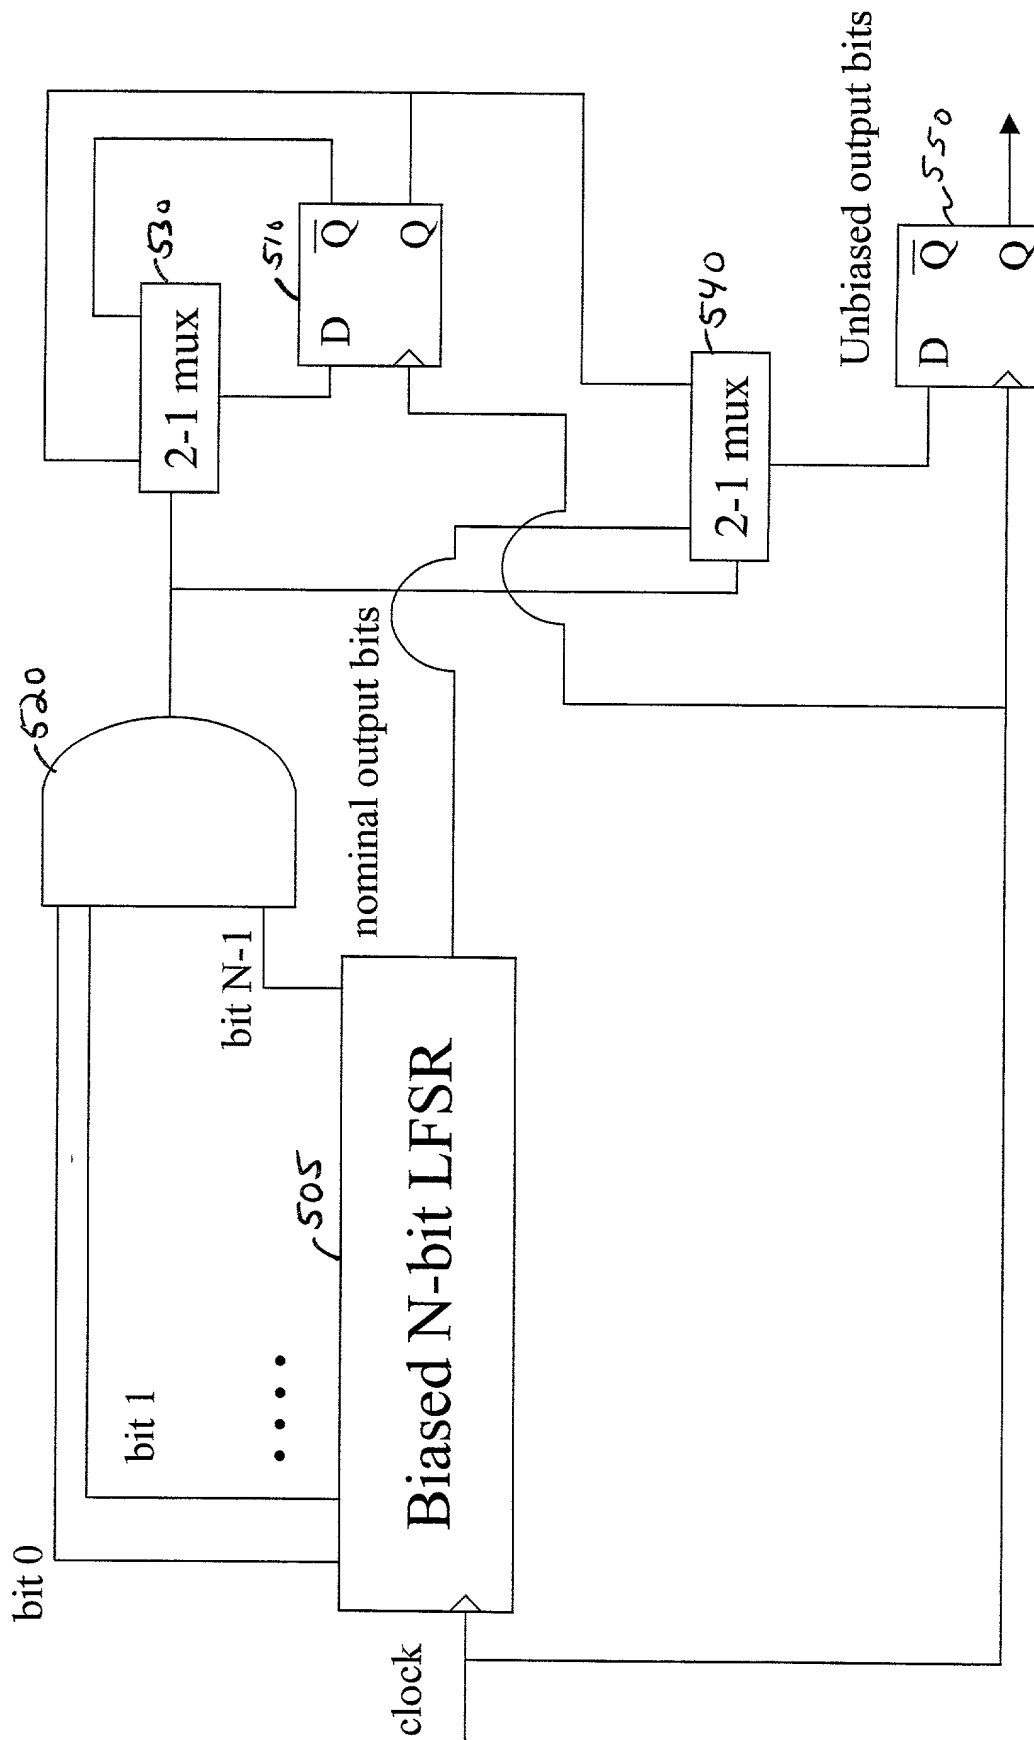 clock
bit 0
bit 1
• • • •
bit N-1
505
Biased N-bit LFSR
nominal output bits
520
530
2-1 mux
510
D
Q̅
Q
540
2-1 mux
Unbiased output bits
550
D
Q̅
Q